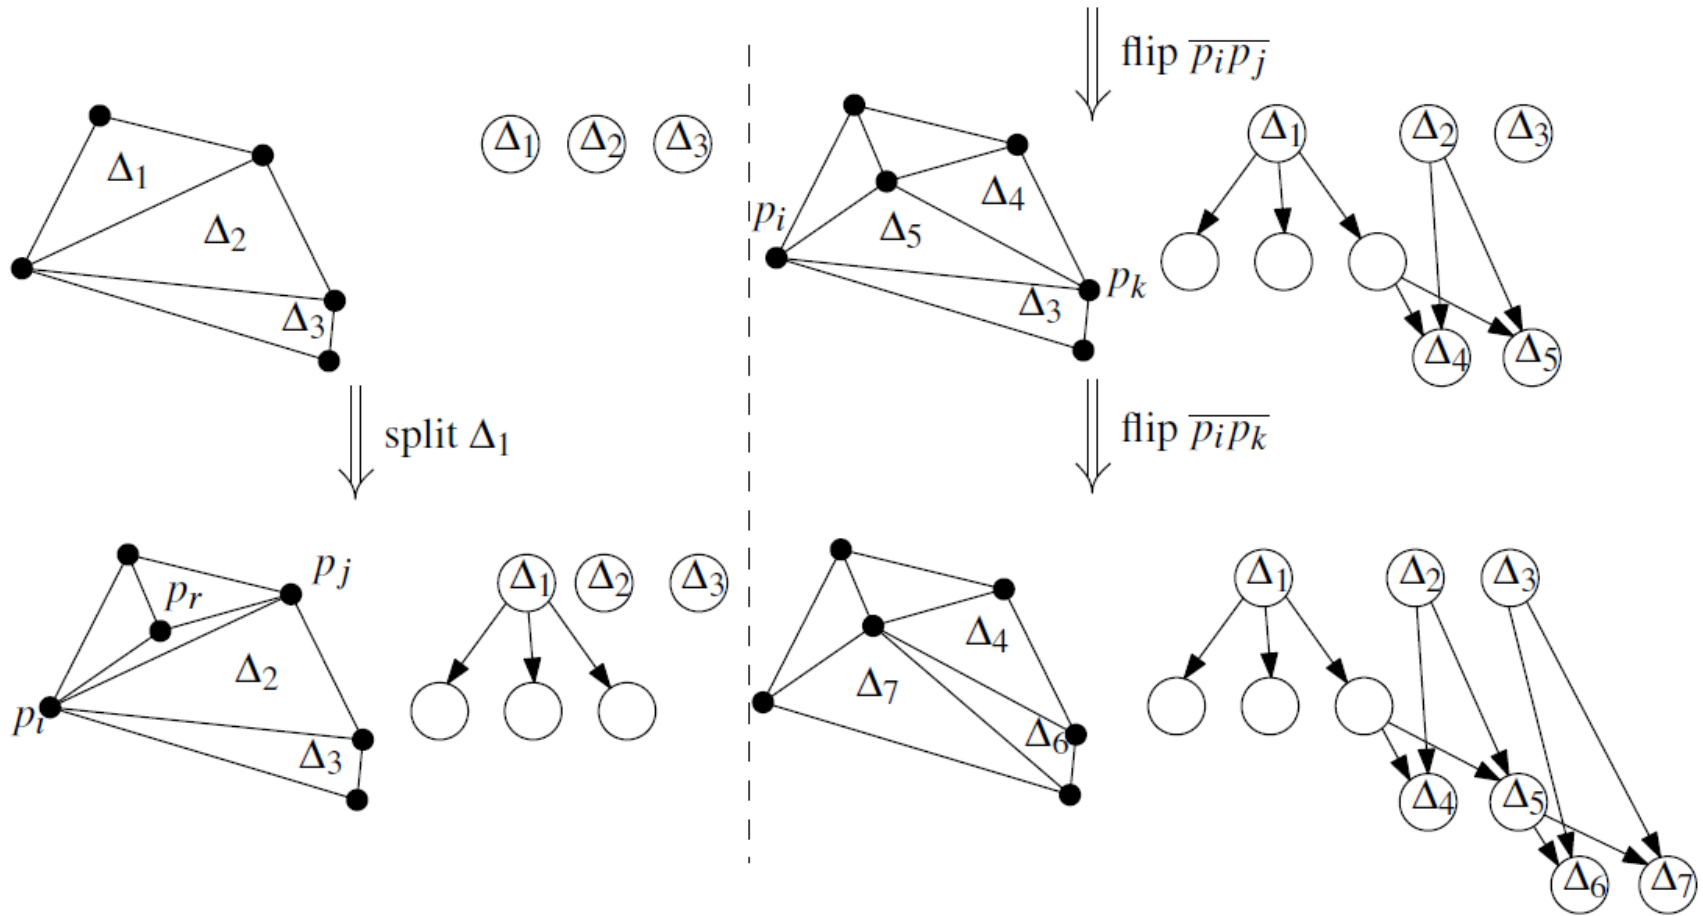 Δ1
Δ2
Δ3
Δ1 Δ2 Δ3
split Δ1
pj
pr
Δ2
pi
Δ3
Δ1 Δ2 Δ3
flip p̅i̅p̅j̅
pi
Δ4
Δ5
pk
Δ3
Δ1 Δ2 Δ3
Δ4 Δ5
flip p̅i̅p̅k̅
Δ4
Δ7
Δ6
Δ1 Δ2 Δ3
Δ4 Δ5
Δ6 Δ7